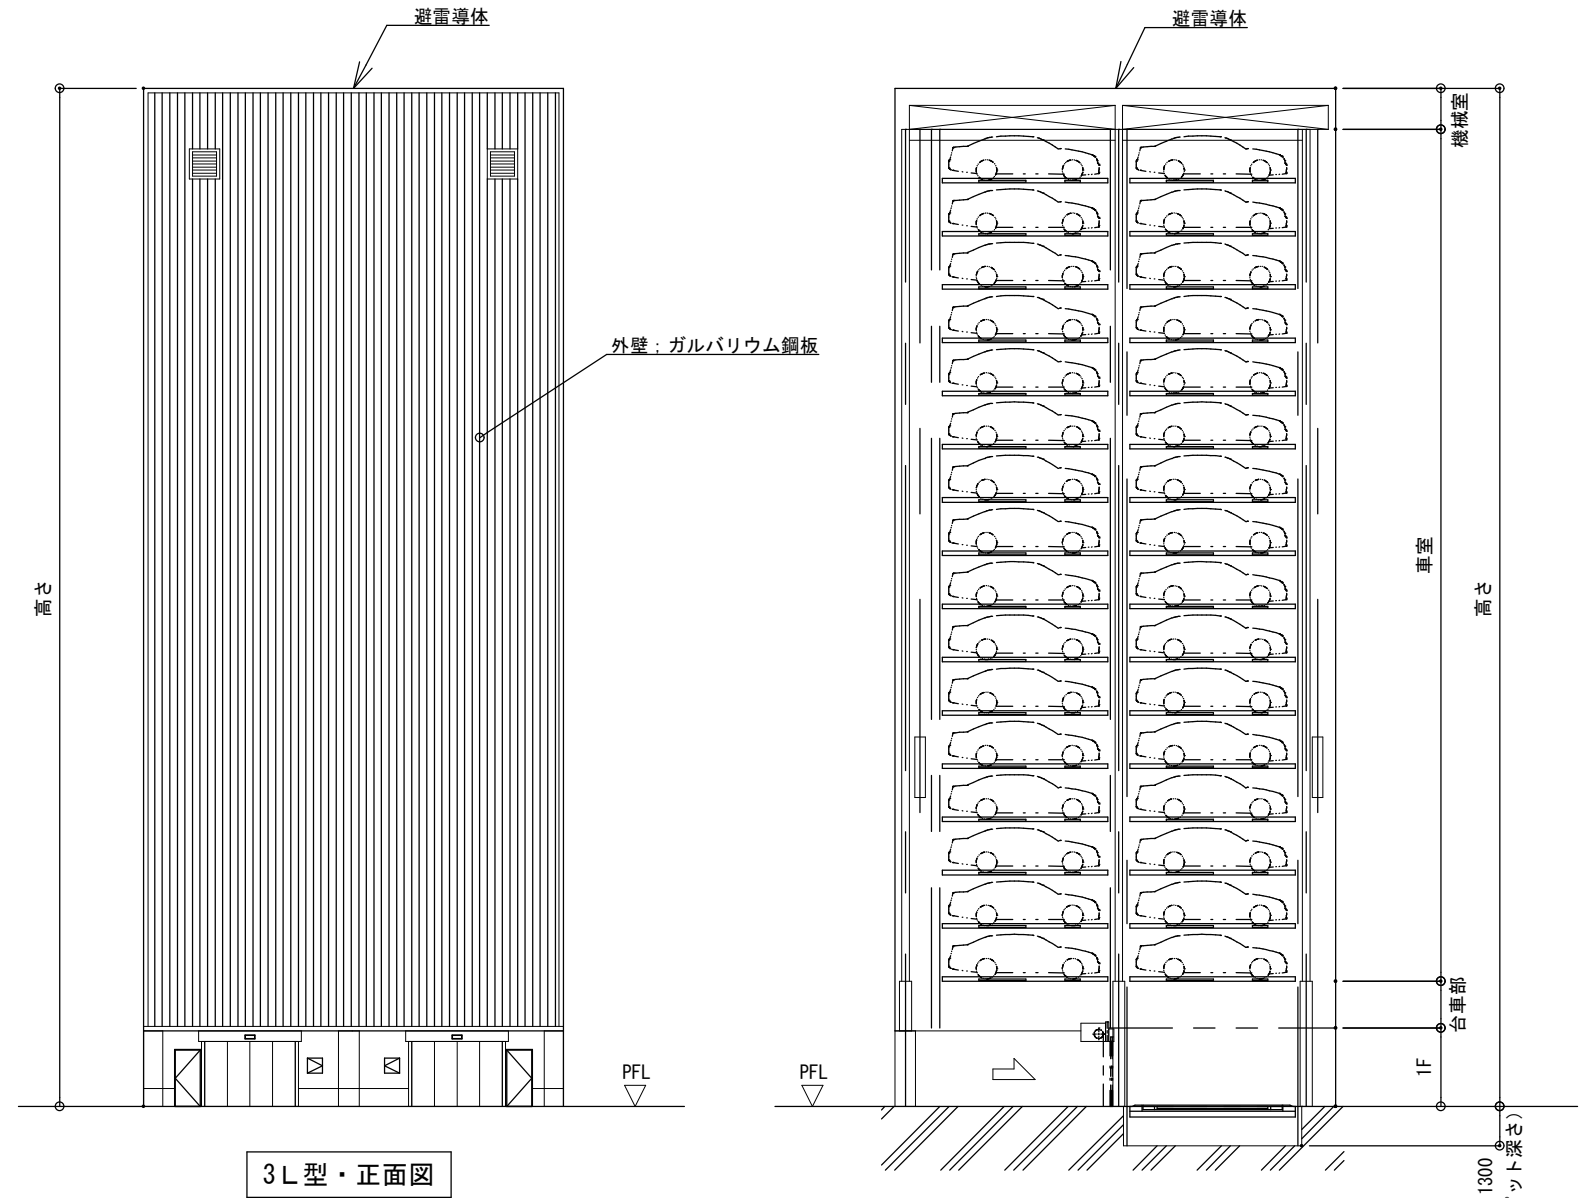 避雷導体
避雷導体
機械室
外壁：ガルバリウム鋼板
高さ
車室
高さ
台車部
1F
PFL
PFL
1300
ット深さ）
3L型・正面図